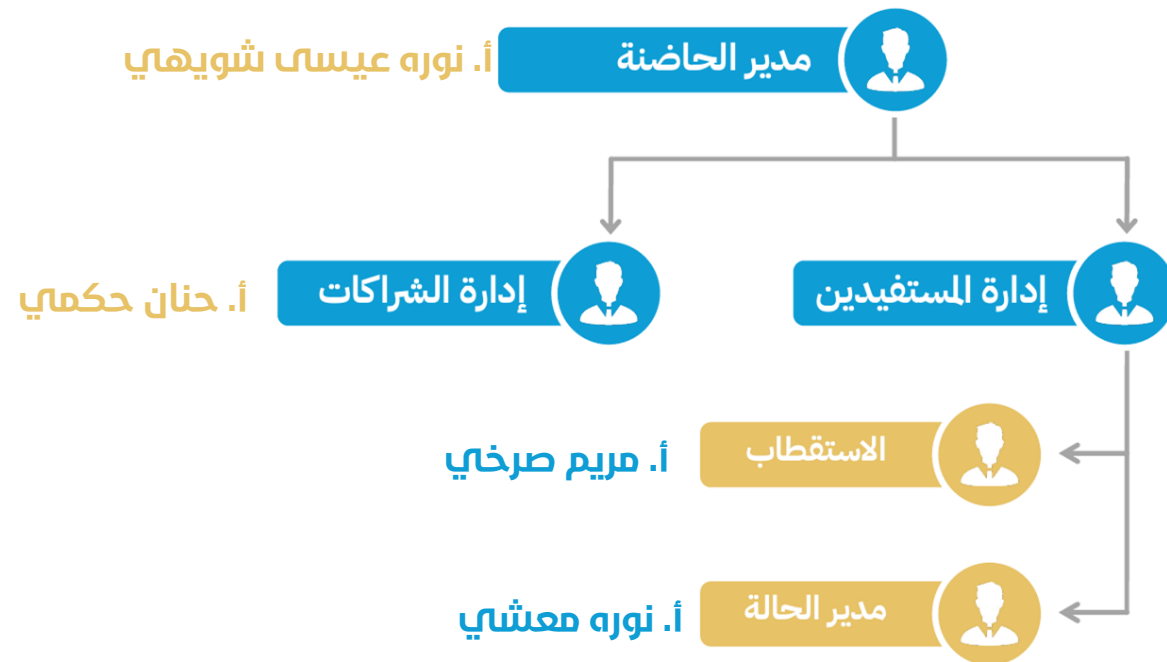 مدير الحاضنة
أ. نوره عيسى شويهي
إدارة المستفيدين
إدارة الشراكات
أ. حنان حكمي
الاستقطاب
أ. مريم صرخي
مدير الحالة
أ. نوره معشي